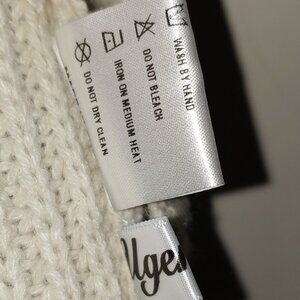 WASH BY HAND
DO NOT BLEACH
IRON ON MEDIUM HEAT
DO NOT DRY CLEAN